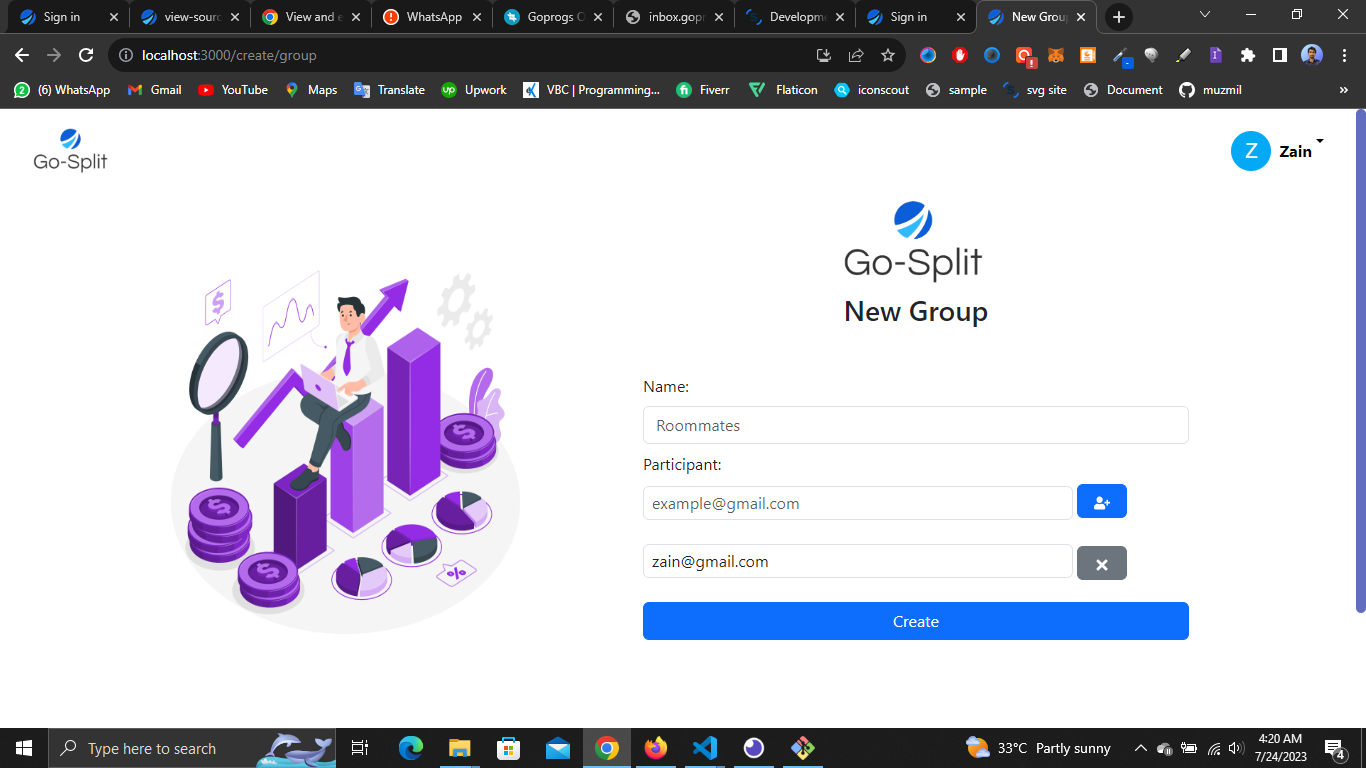 Sign in
view-sour
View and e
WhatsApp
Goprogs O
inbox.gopr
Developme
Sign in
New Grou
localhost:3000/create/group
(6) WhatsApp
Gmail
YouTube
Maps
Translate
Upwork
VBC | Programming...
Fiverr
Flaticon
iconscout
sample
svg site
Document
muzmil
»
Go-Split
Z
Zain
Go-Split
New Group
Name:
Roommates
Participant:
example@gmail.com
zain@gmail.com
Create
Type here to search
33°C Partly sunny
4:20 AM
7/24/2023
4